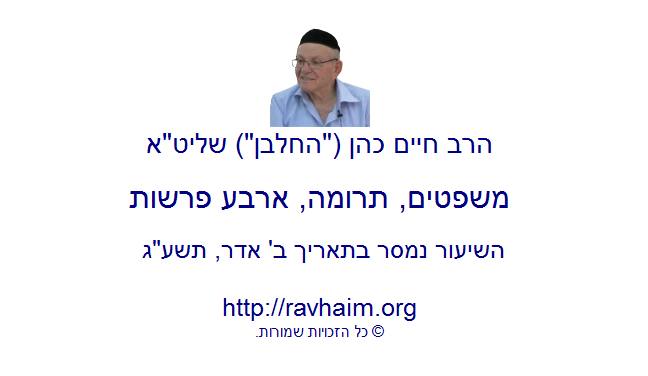 הרב חיים כהן ("החלבן") שליט"א
משפטים, תרומה, ארבע פרשות
השיעור נמסר בתאריך ב' אדר, תשע"ג
http://ravhaim.org
© כל הזכויות שמורות.